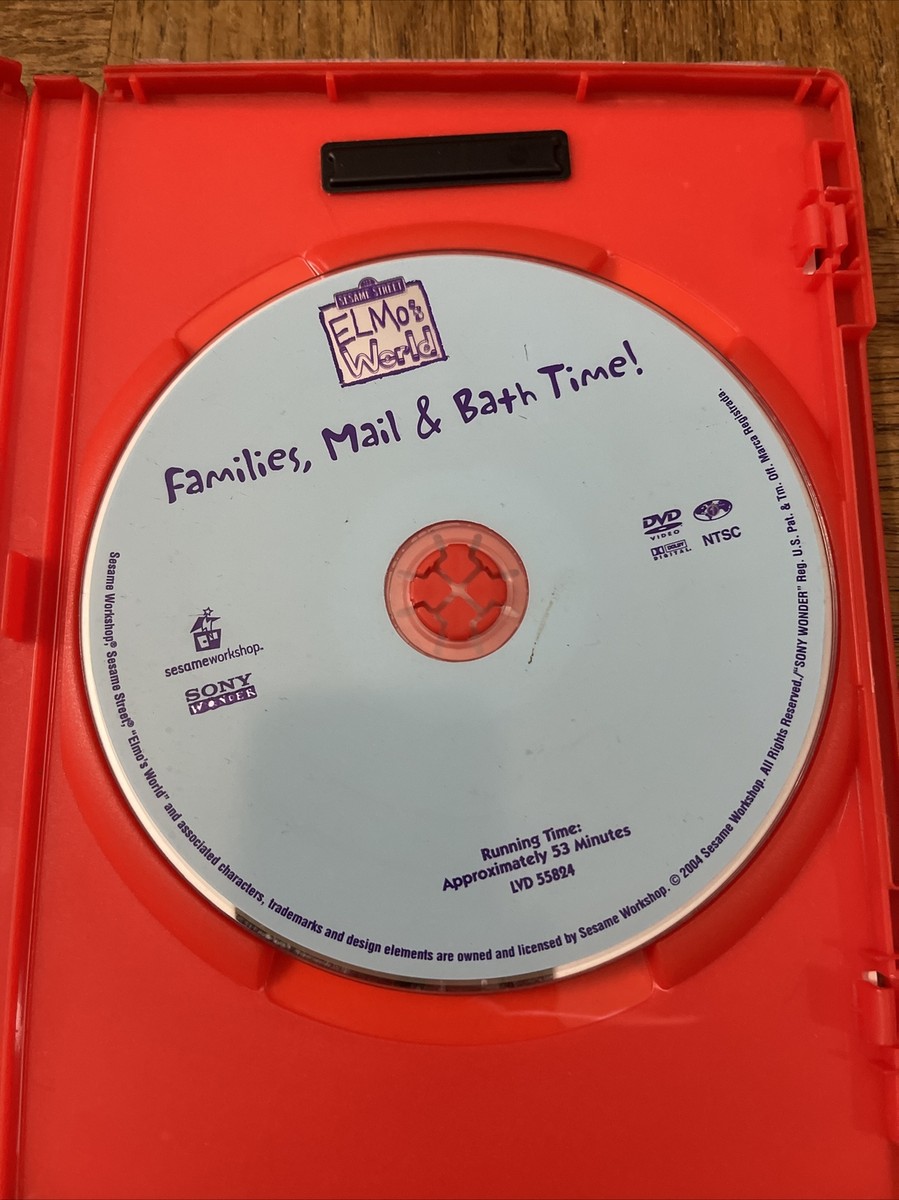 SESAME STREET
ELMO's
World
Families, Mail & Bath Time!
DVD
VIDEO
DOLBY
DIGITAL
NTSC
sesameworkshop.
SONY
WONDER
Running Time:
Approximately 53 Minutes
LVD 55824
Sesame Workshop,® Sesame Street,® "Elmo's World" and associated characters, trademarks and design elements are owned and licensed by Sesame Workshop. © 2004 Sesame Workshop. All Rights Reserved./"SONY WONDER" Reg. U.S. Pat. & Tm. Off. Marca Registrada.